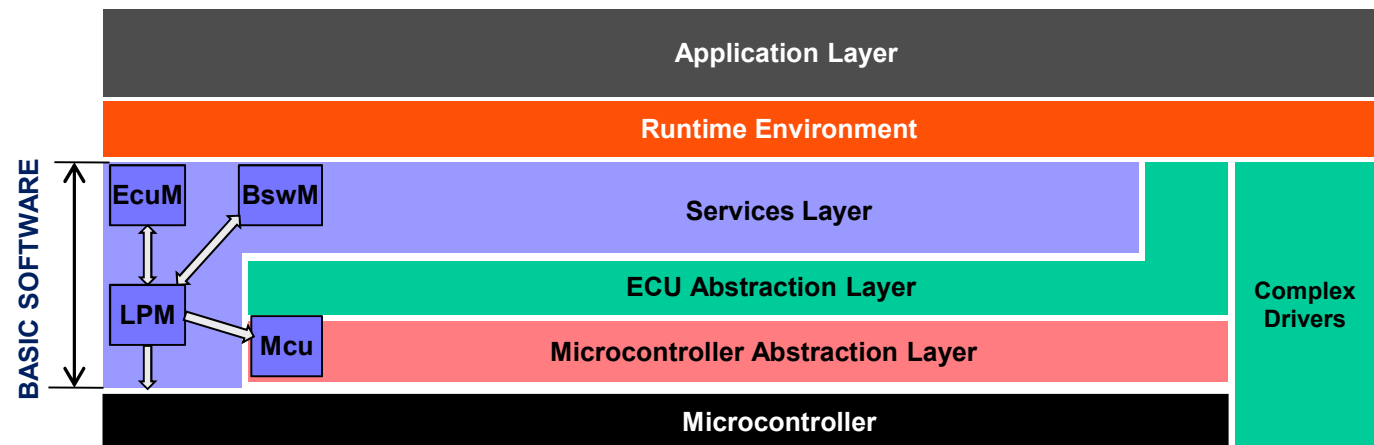 Application Layer
Runtime Environment
BASIC SOFTWARE
EcuM
BswM
Services Layer
LPM
ECU Abstraction Layer
Complex
Drivers
Mcu
Microcontroller Abstraction Layer
Microcontroller